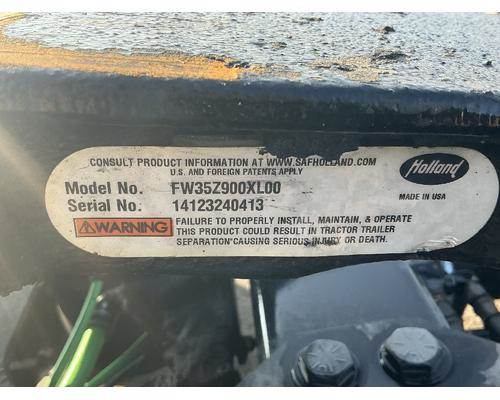 CONSULT PRODUCT INFORMATION AT WWW.SAFHOLLAND.COM
U.S. AND FOREIGN PATENTS APPLY
Holland
Model No. FW35Z900XL00
MADE IN USA
Serial No. 14123240413
WARNING
FAILURE TO PROPERLY INSTALL, MAINTAIN, & OPERATE
THIS PRODUCT COULD RESULT IN TRACTOR TRAILER
SEPARATION CAUSING SERIOUS INJURY OR DEATH.